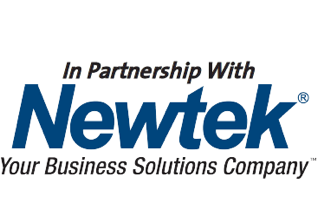 In Partnership With
Newtek®
Your Business Solutions Company™